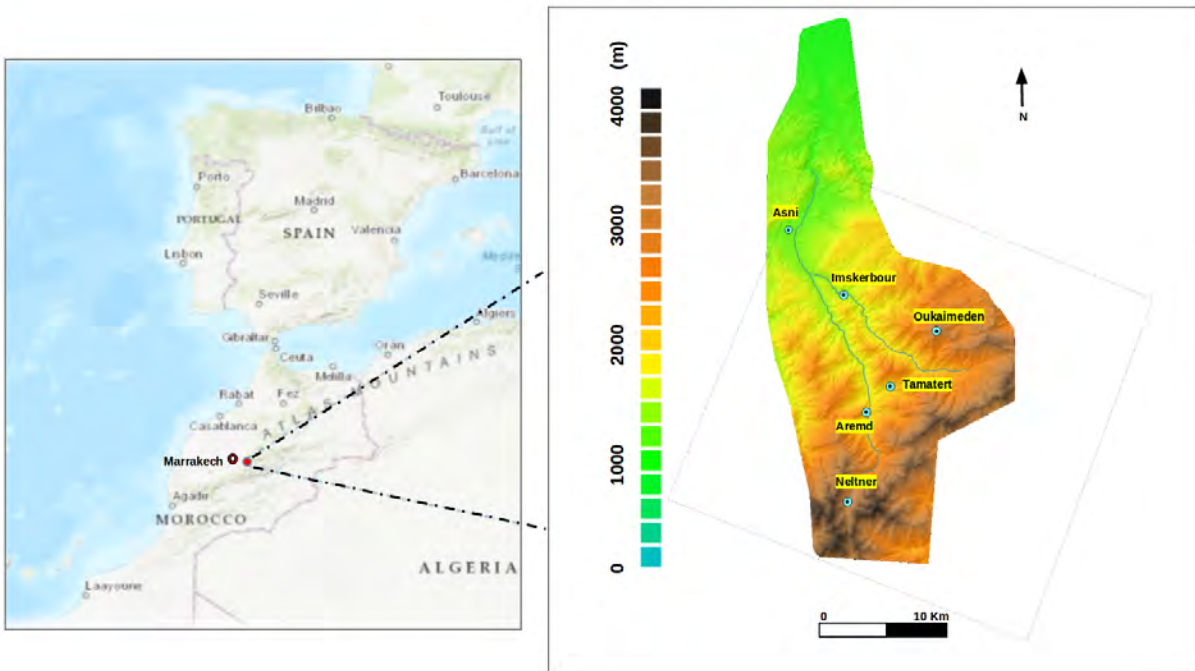 Toulouse
Bilbao
Gulf of
Lion
Porto
Barcelona
Madrid
PORTUGAL
SPAIN
Valencia
Lisbon
Seville
Gibraltar
Algiers
Ceuta
Oran
Melilla
ATLAS MOUNTAINS
Rabat
Fez
Casablanca
Marrakech
Agadir
MOROCCO
ALGERIA
Laayoune
(m)
4000
3000
2000
1000
0
N
Asni
Imskerbour
Oukaimeden
Tamatert
Aremd
Neltner
0 10 Km